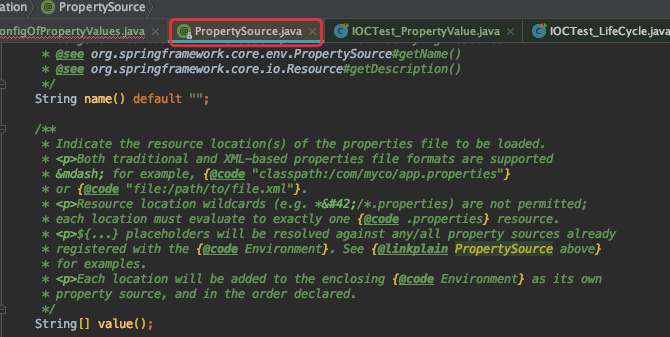 ation PropertySource
onfigOfPropertyValues.java PropertySource.java IOCTest_PropertyValue.java IOCTest_LifeCycle.java
* @see org.springframework.core.env.PropertySource#getName()
* @see org.springframework.core.io.Resource#getDescription()
*/
String name() default "";
/**
* Indicate the resource location(s) of the properties file to be loaded.
* <p>Both traditional and XML-based properties file formats are supported
* &mdash; for example, {@code "classpath:/com/myco/app.properties"}
* or {@code "file:/path/to/file.xml"}.
* <p>Resource location wildcards (e.g. *&#42;/*.properties) are not permitted;
* each location must evaluate to exactly one {@code .properties} resource.
* <p>${...} placeholders will be resolved against any/all property sources already
* registered with the {@code Environment}. See {@linkplain PropertySource above}
* for examples.
* <p>Each location will be added to the enclosing {@code Environment} as its own
* property source, and in the order declared.
*/
String[] value();